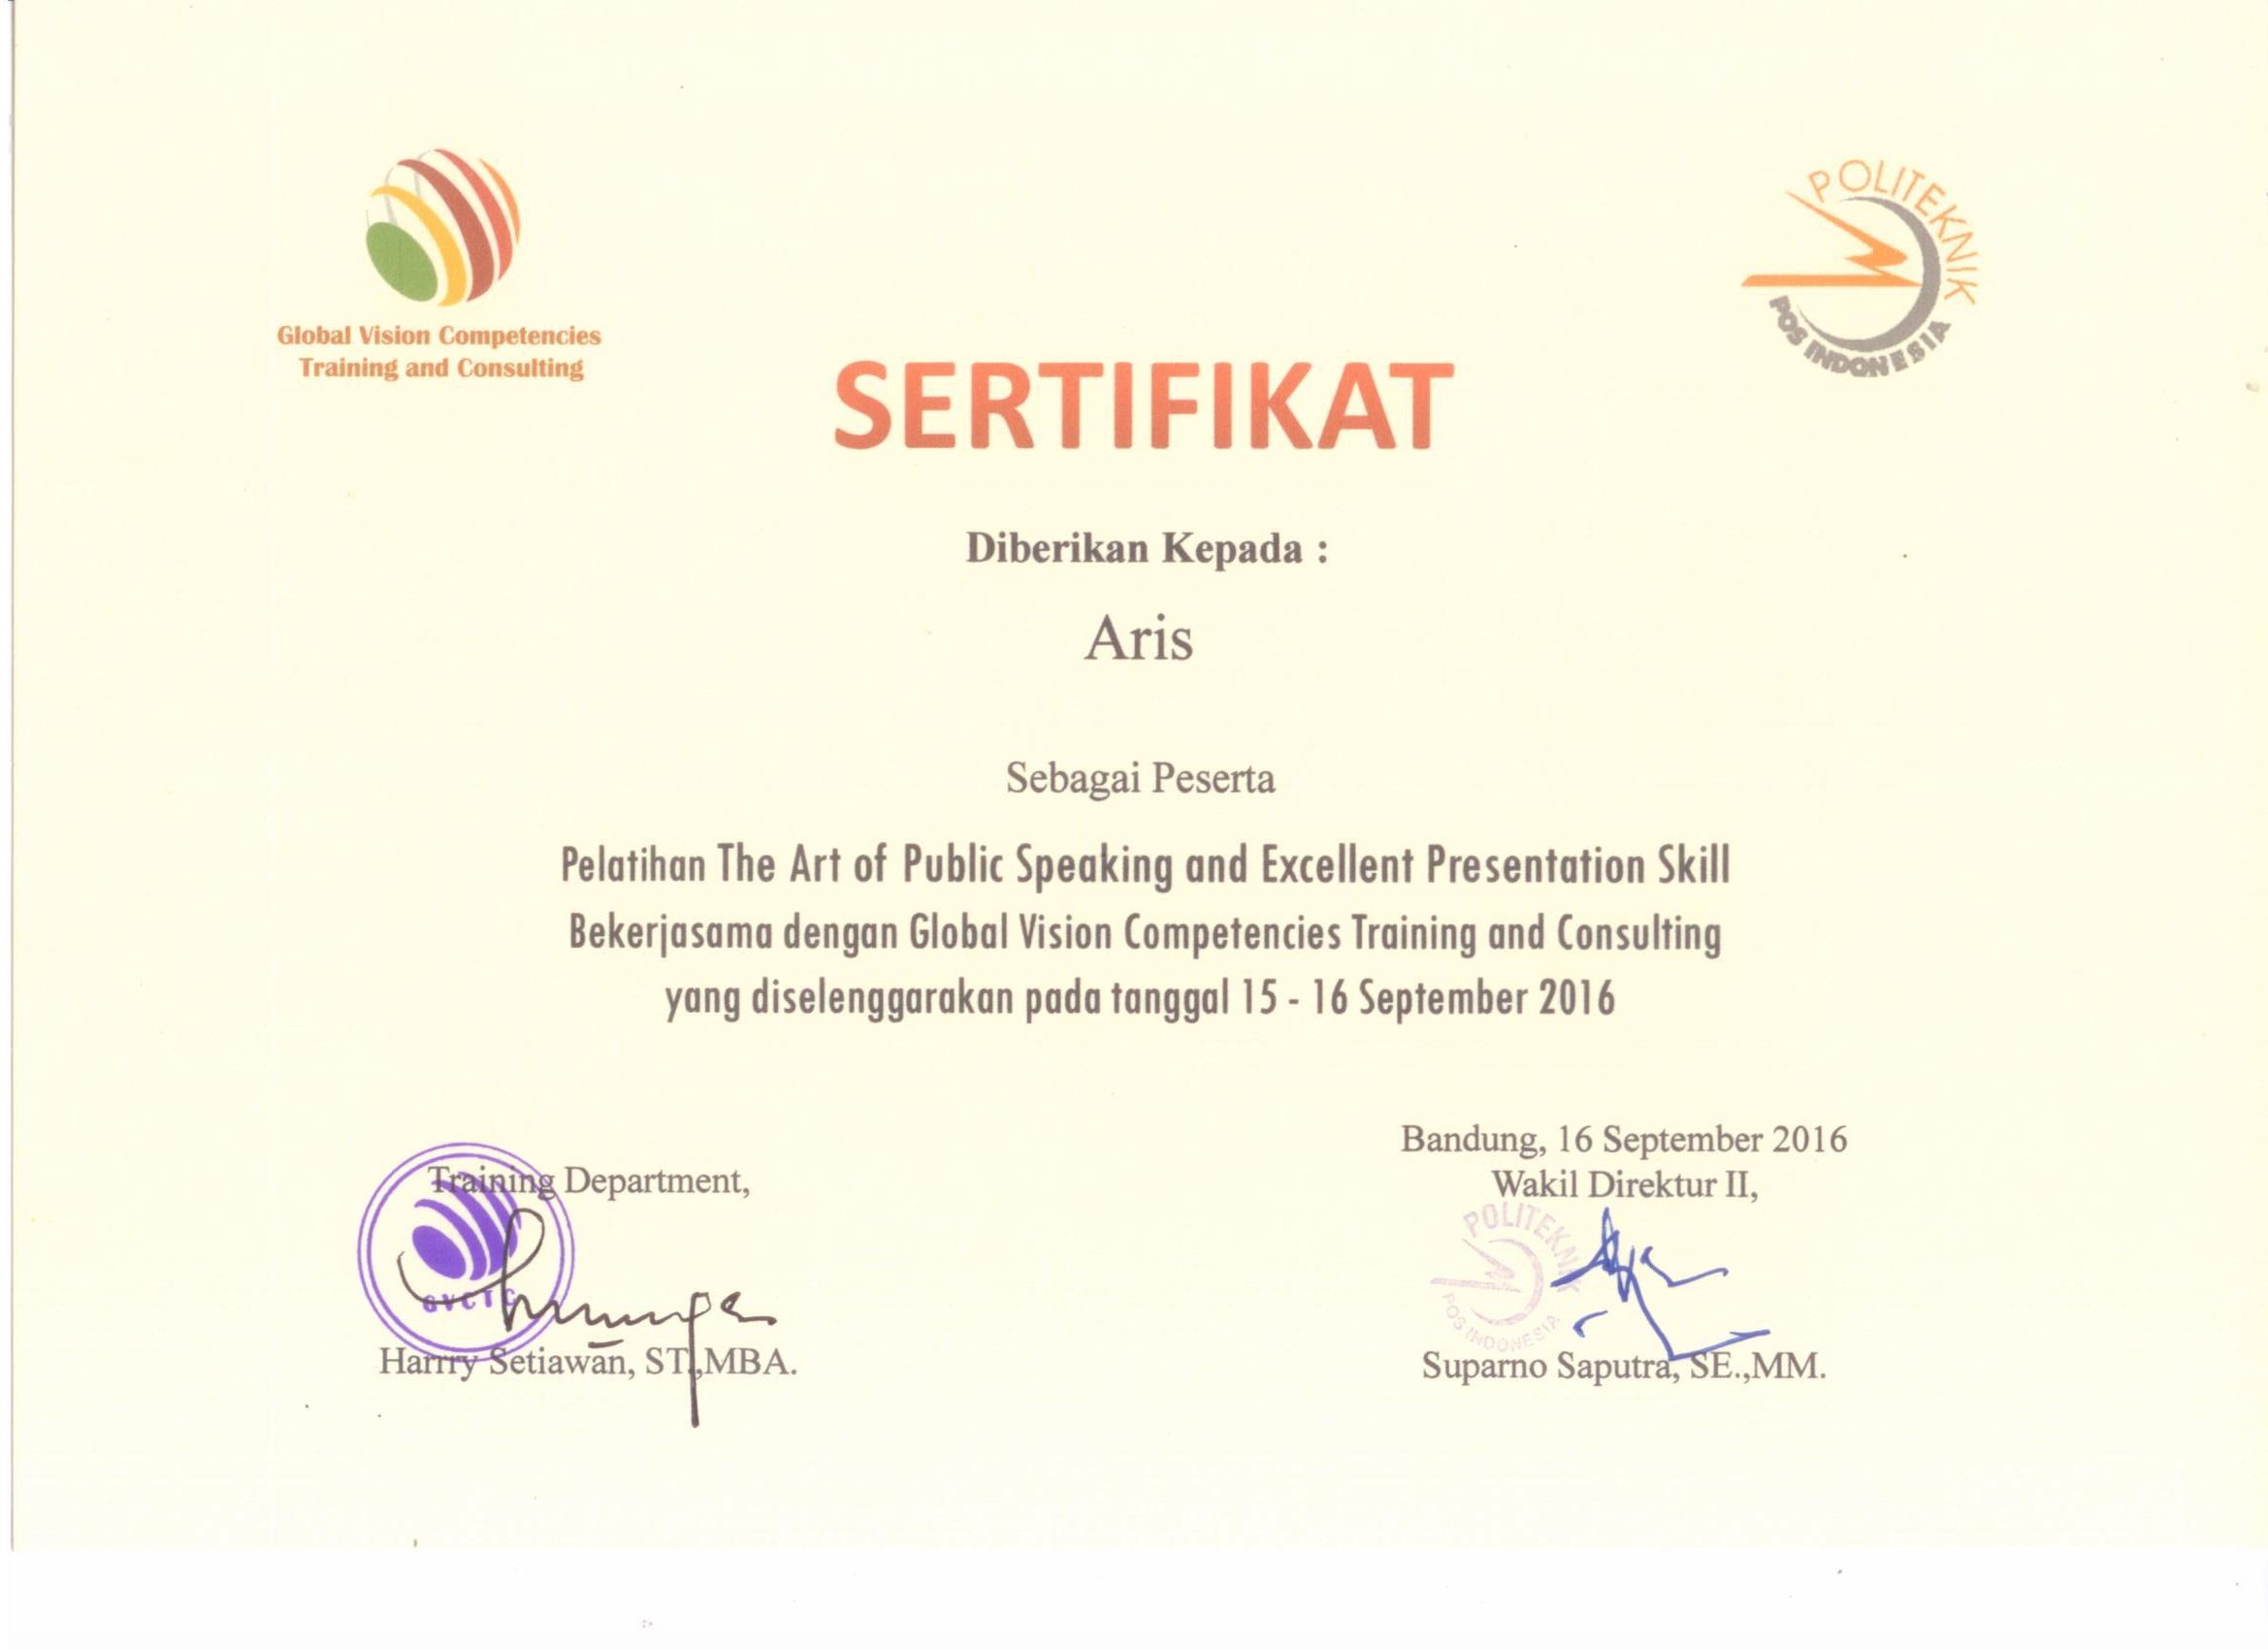 Global Vision Competencies
Training and Consulting
POLITEKNIK
POS INDONESIA
SERTIFIKAT
Diberikan Kepada :
Aris
Sebagai Peserta
Pelatihan The Art of Public Speaking and Excellent Presentation Skill
Bekerjasama dengan Global Vision Competencies Training and Consulting
yang diselenggarakan pada tanggal 15 - 16 September 2016
Bandung, 16 September 2016
Training Department,
Wakil Direktur II,
GVCTC
POLITEKNIK
POS INDONESIA
Harry Setiawan, ST.,MBA.
Suparno Saputra, SE.,MM.